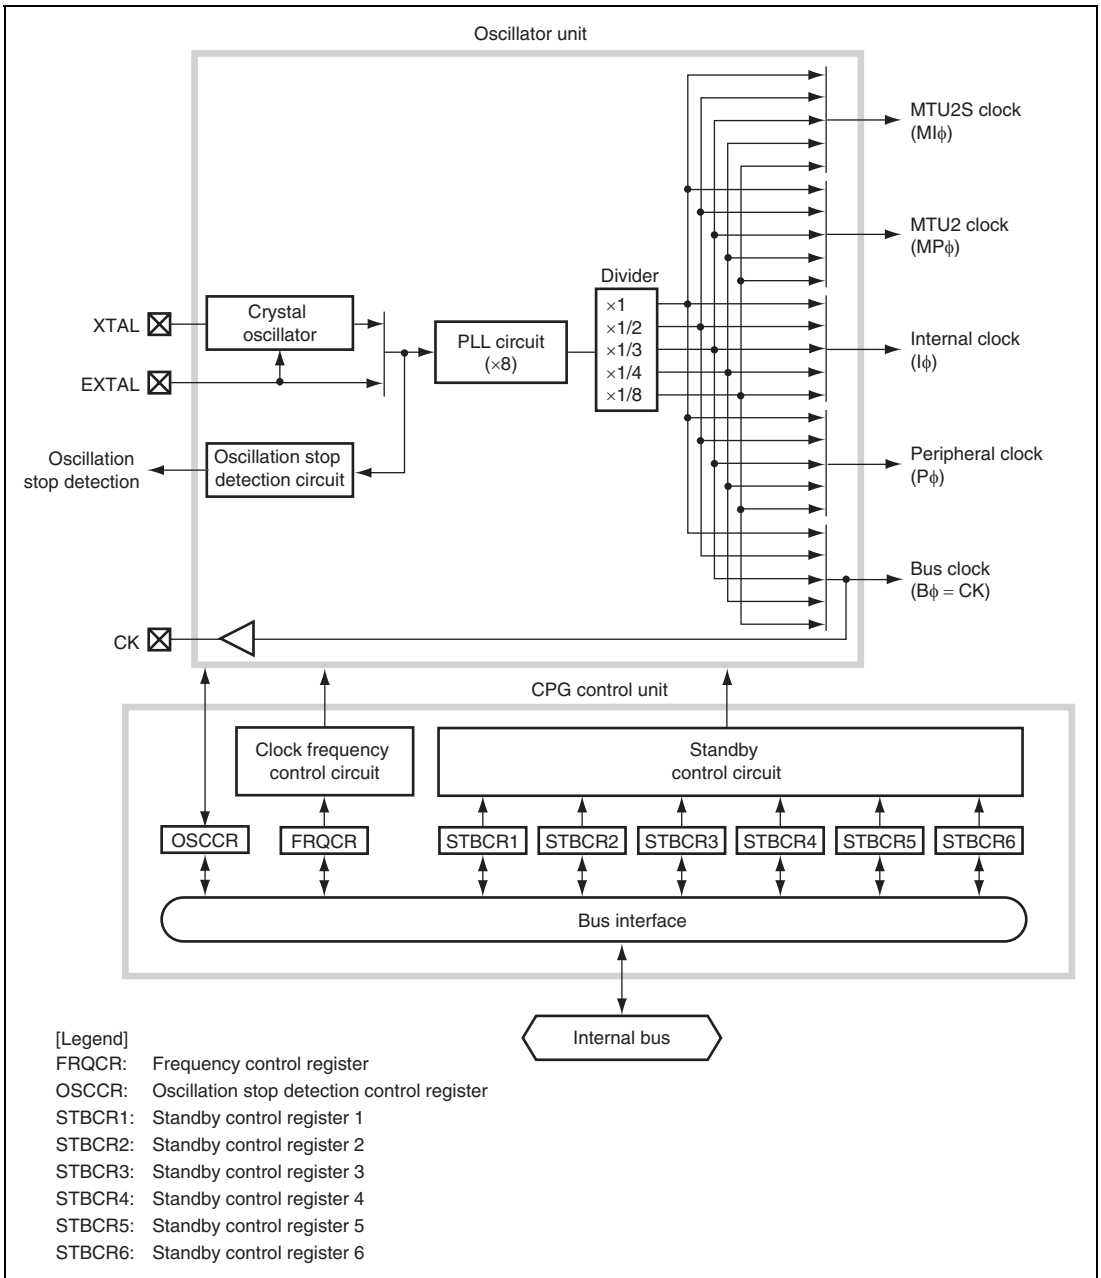 Oscillator unit
MTU2S clock
(MIϕ)
MTU2 clock
(MPϕ)
Divider
×1
×1/2
×1/3
×1/4
×1/8
XTAL
Crystal
oscillator
PLL circuit
(×8)
Internal clock
(Iϕ)
EXTAL
Oscillation
stop detection
Oscillation stop
detection circuit
Peripheral clock
(Pϕ)
Bus clock
(Bϕ = CK)
CK
CPG control unit
Clock frequency
control circuit
Standby
control circuit
OSCCR
FRQCR
STBCR1
STBCR2
STBCR3
STBCR4
STBCR5
STBCR6
Bus interface
Internal bus
[Legend]
FRQCR: Frequency control register
OSCCR: Oscillation stop detection control register
STBCR1: Standby control register 1
STBCR2: Standby control register 2
STBCR3: Standby control register 3
STBCR4: Standby control register 4
STBCR5: Standby control register 5
STBCR6: Standby control register 6